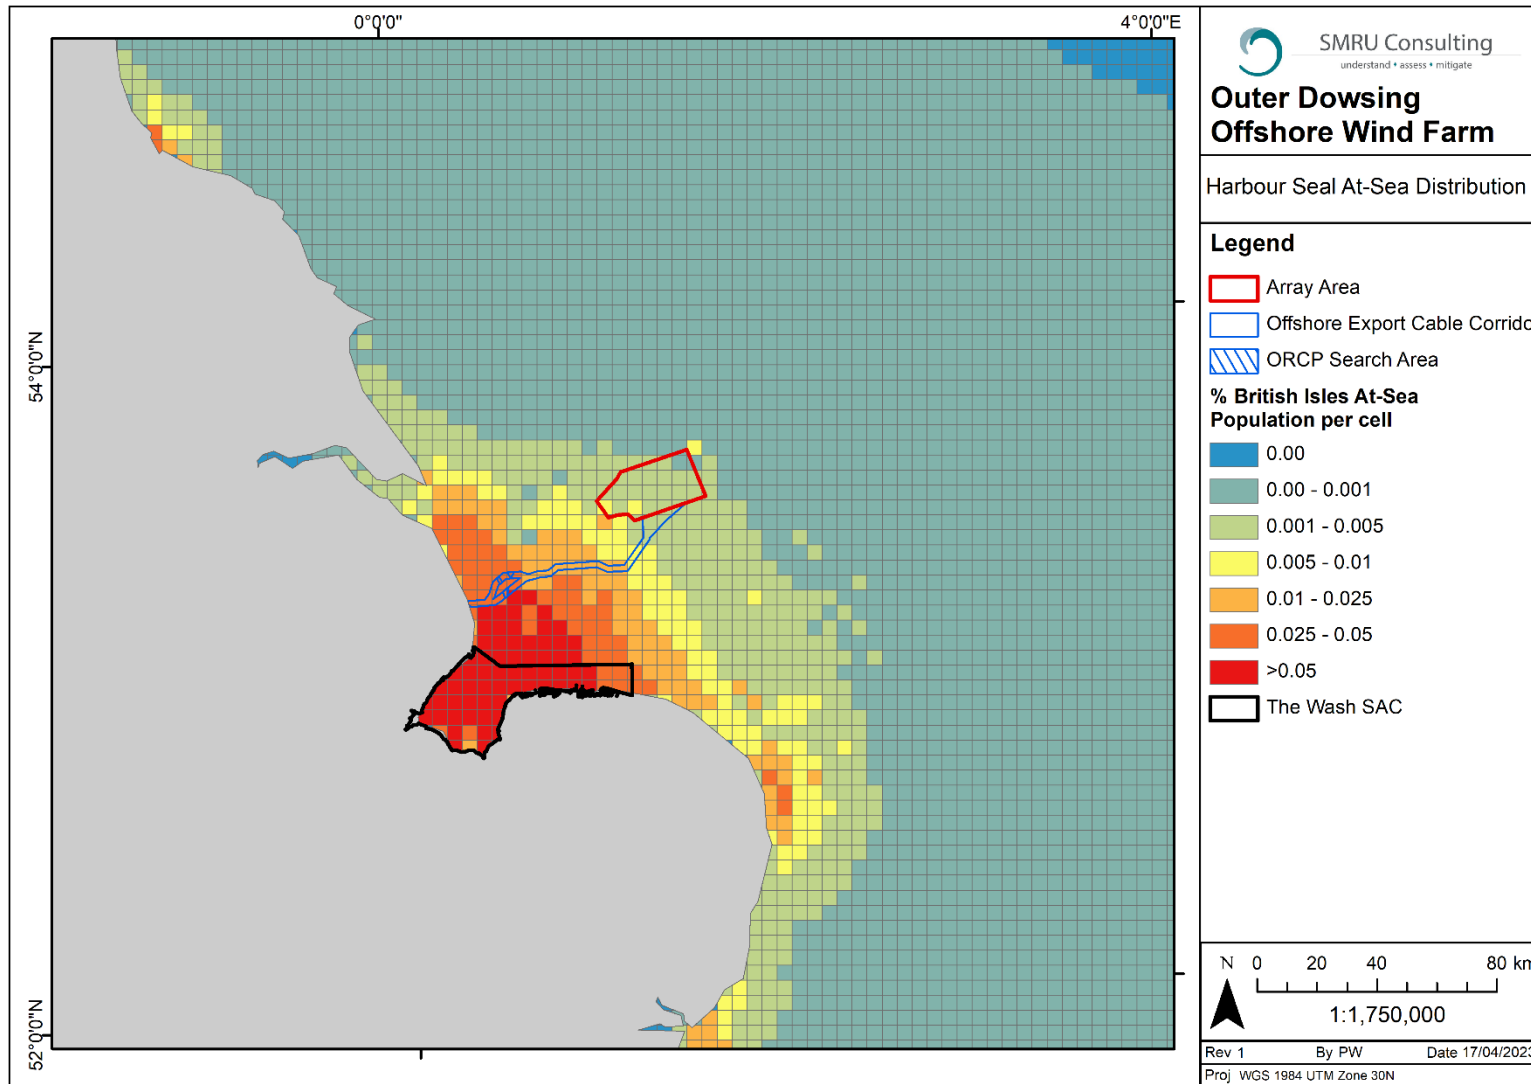 0°0'0"
4°0'0"E
54°0'0"N
52°0'0"N
SMRU Consulting
understand • assess • mitigate
Outer Dowsing
Offshore Wind Farm
Harbour Seal At-Sea Distribution
Legend
Array Area
Offshore Export Cable Corrido
ORCP Search Area
% British Isles At-Sea
Population per cell
0.00
0.00 - 0.001
0.001 - 0.005
0.005 - 0.01
0.01 - 0.025
0.025 - 0.05
>0.05
The Wash SAC
N 0 20 40 80 km
1:1,750,000
Rev 1 By PW Date 17/04/2023
Proj WGS 1984 UTM Zone 30N